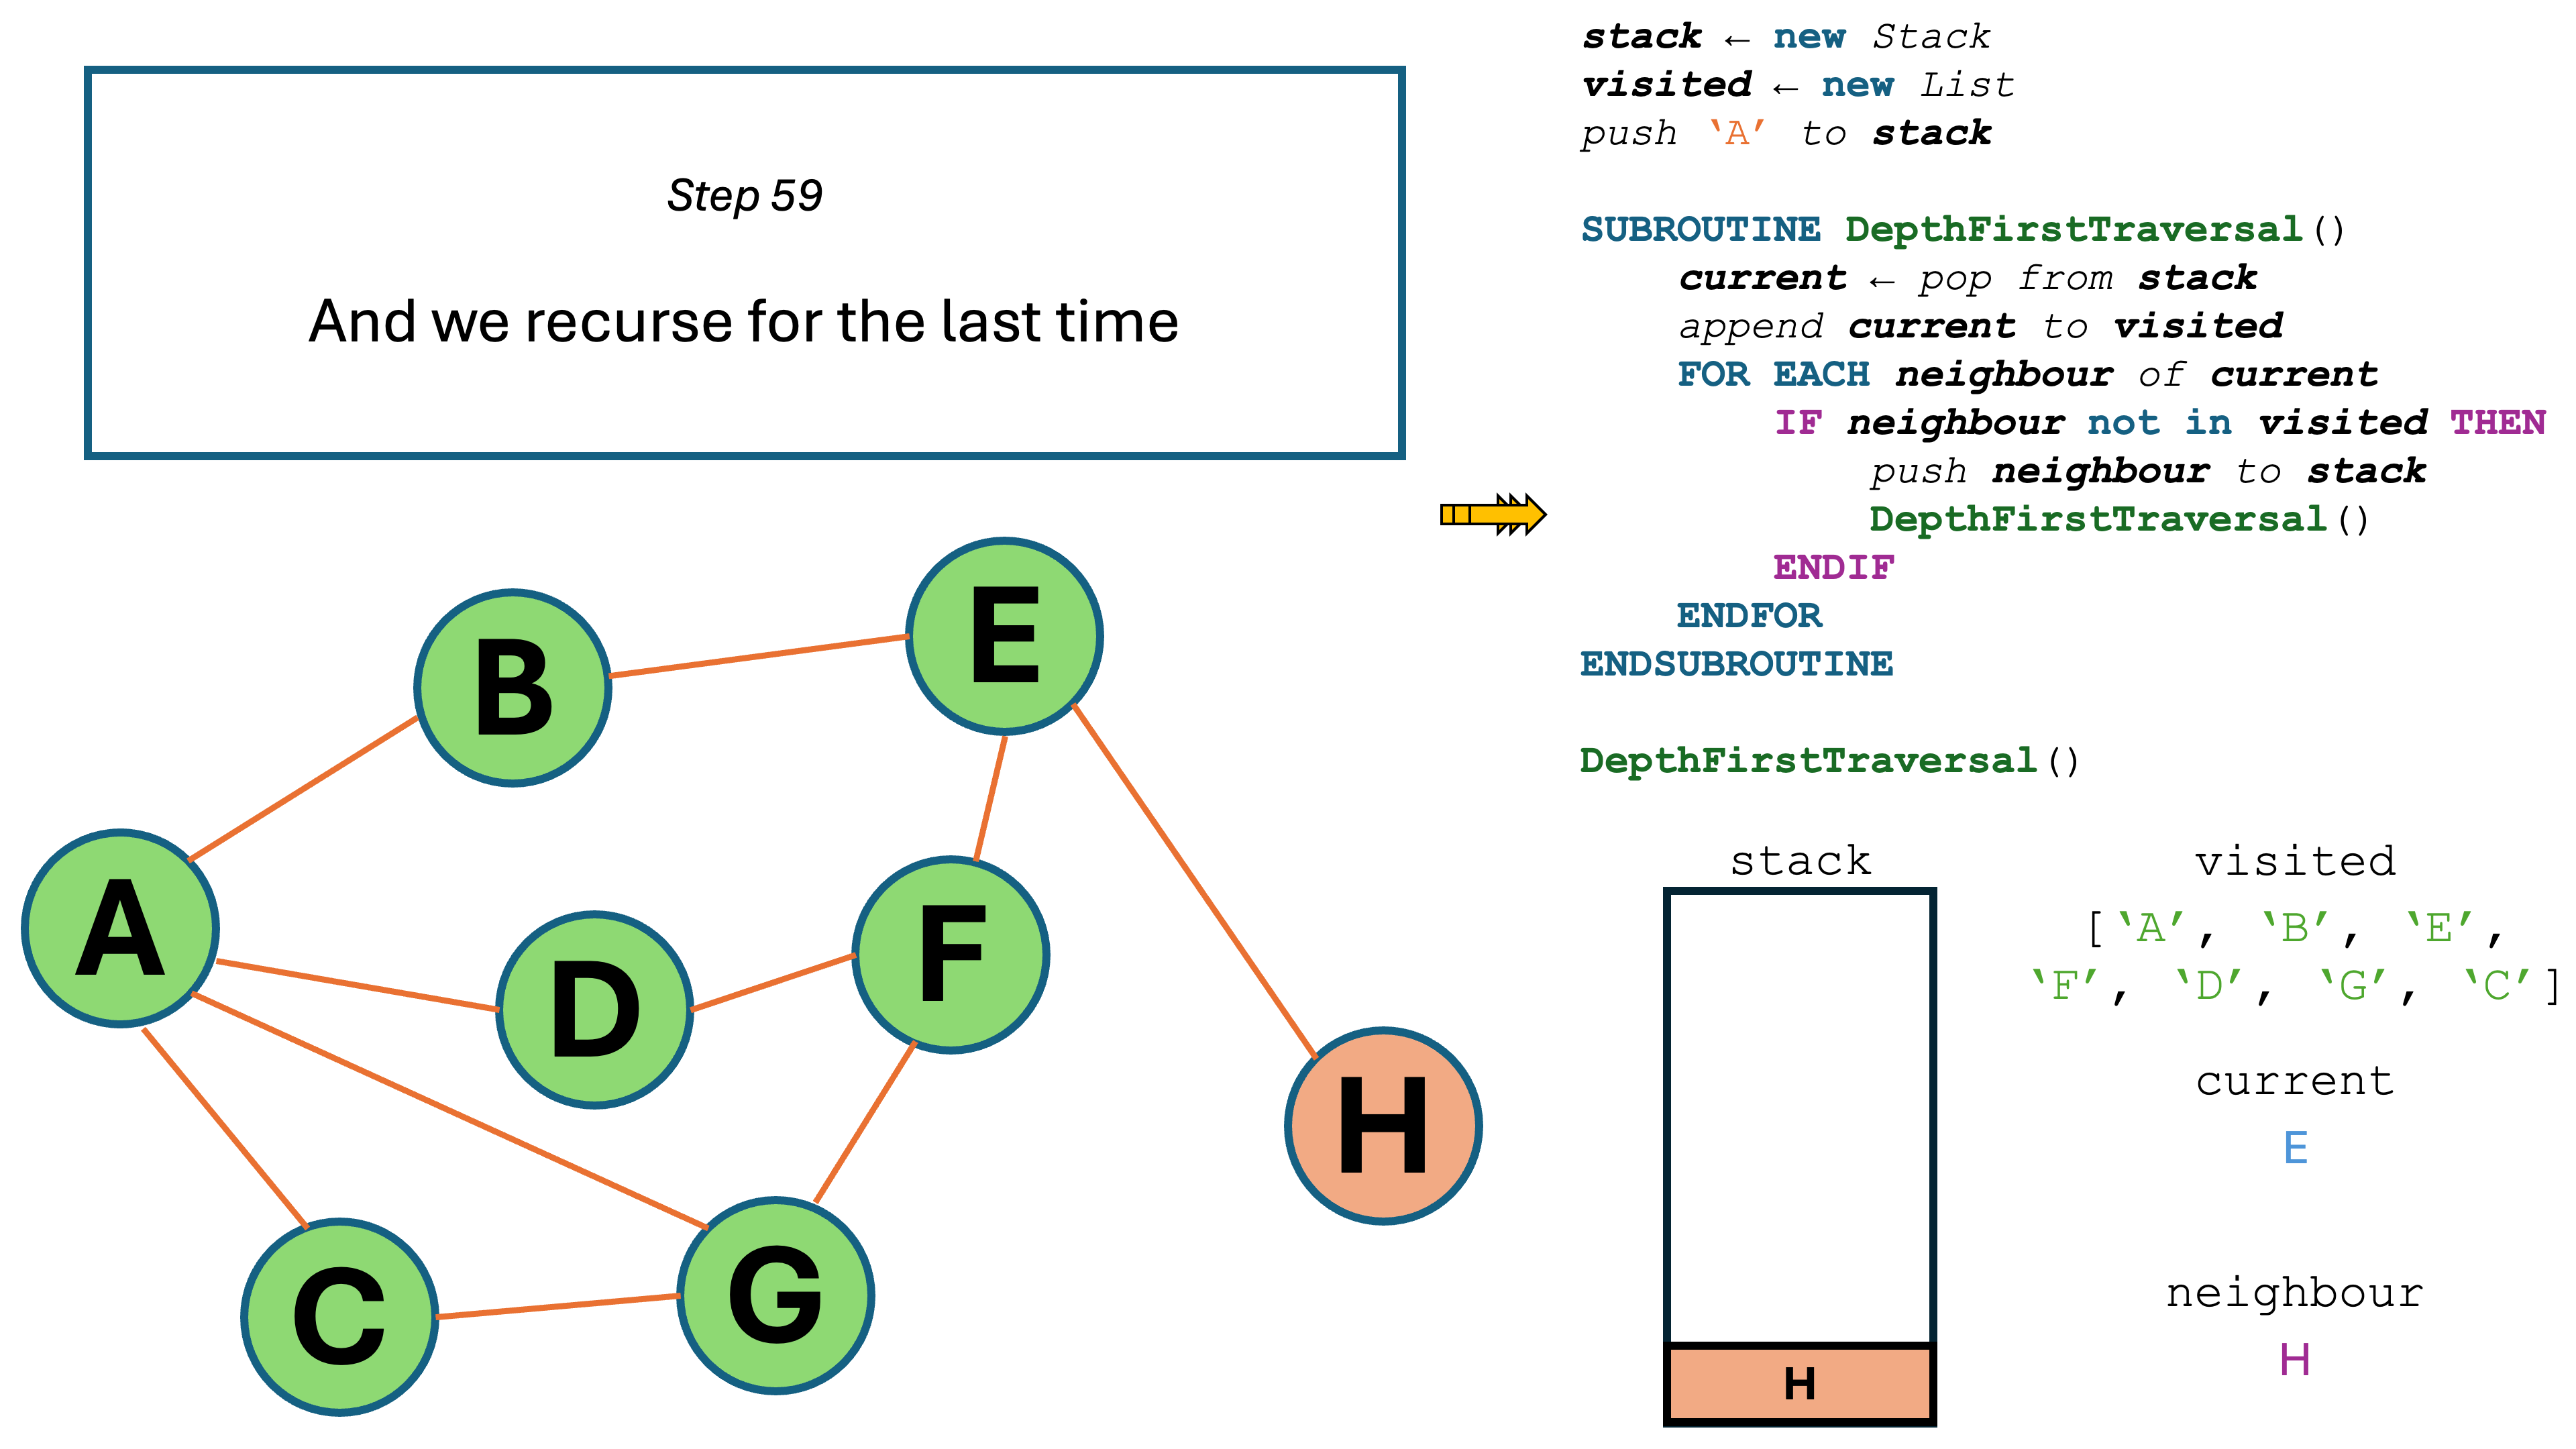 Step 59
And we recurse for the last time
stack ← new Stack
visited ← new List
push ‘A’ to stack
SUBROUTINE DepthFirstTraversal()
current ← pop from stack
append current to visited
FOR EACH neighbour of current
IF neighbour not in visited THEN
push neighbour to stack
DepthFirstTraversal()
ENDIF
ENDFOR
ENDSUBROUTINE
DepthFirstTraversal()
B
E
A
D
F
H
C
G
stack
H
visited
[‘A’, ‘B’, ‘E’,
‘F’, ‘D’, ‘G’, ‘C’]
current
E
neighbour
H